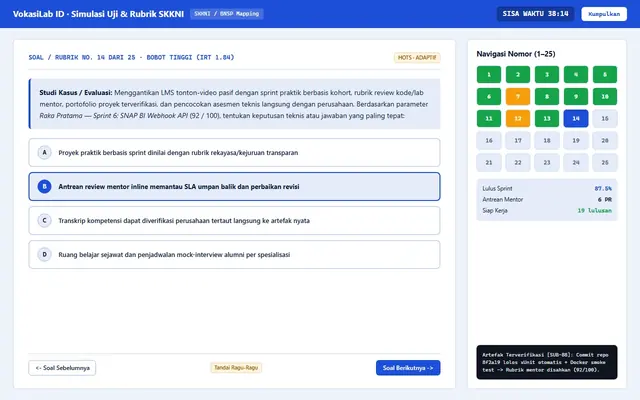 VokasiLab ID · Simulasi Uji & Rubrik SKKNI
SKKNI / BNSP Mapping
SISA WAKTU 38:14
Kumpulkan
SOAL / RUBRIK NO. 14 DARI 25 · BOBOT TINGGI (IRT 1.84)
HOTS-ADAPTIF
Studi Kasus / Evaluasi: Menggantikan LMS tonton-video pasif dengan sprint praktik berbasis kohort, rubrik review kode/lab
mentor, portofolio proyek terverifikasi, dan pencocokan asesmen teknis langsung dengan perusahaan. Berdasarkan parameter
Raka Pratama — Sprint 6: SNAP BI Webhook API (92 / 100), tentukan keputusan teknis atau jawaban yang paling tepat:
A Proyek praktik berbasis sprint dinilai dengan rubrik rekayasa/kejuruan transparan
B Antrean review mentor inline memantau SLA umpan balik dan perbaikan revisi
C Transkrip kompetensi dapat diverifikasi perusahaan tertaut langsung ke artefak nyata
D Ruang belajar sejawat dan penjadwalan mock-interview alumni per spesialisasi
<- Soal Sebelumnya
Tandai Ragu-Ragu
Soal Berikutnya ->
Navigasi Nomor (1–25)
1 2 3 4 5
6 7 8 9 10
11 12 13 14 15
16 17 18 19 20
21 22 23 24 25
Lulus Sprint 87.5%
Antrean Mentor 6 PR
Siap Kerja 19 lulusan
Artefak Terverifikasi [SUB-88]: Commit repo
8f2a19 lolos xUnit otomatis + Docker smoke
test -> Rubrik mentor disahkan (92/100).